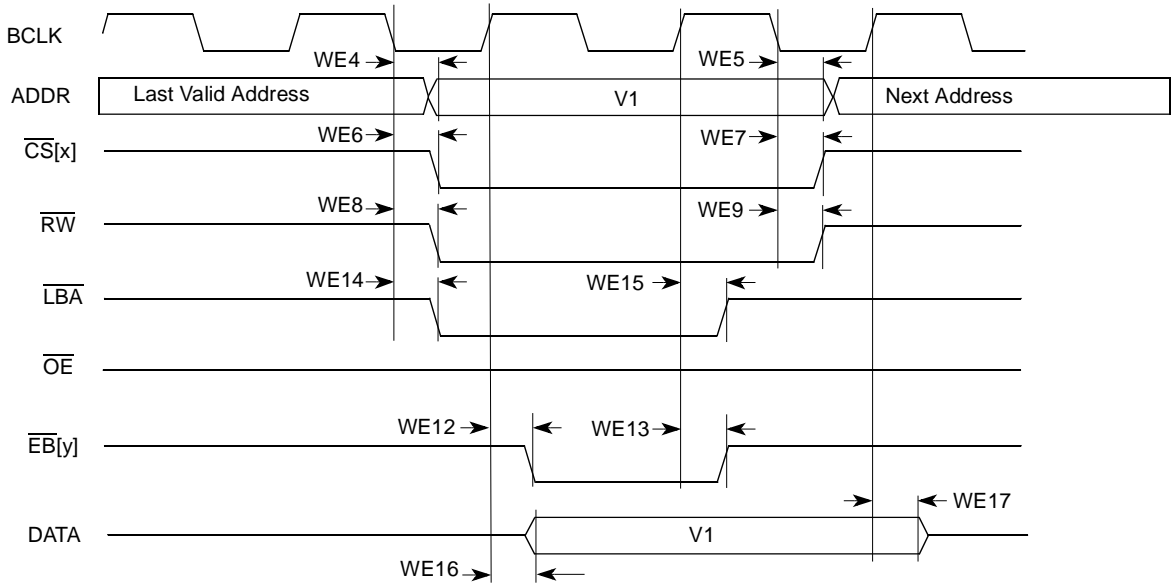 BCLK
WE4
WE5
ADDR
Last Valid Address
V1
Next Address
WE6
WE7
CS[x]
WE8
WE9
RW
WE14
WE15
LBA
OE
WE12
WE13
EB[y]
WE17
DATA
V1
WE16